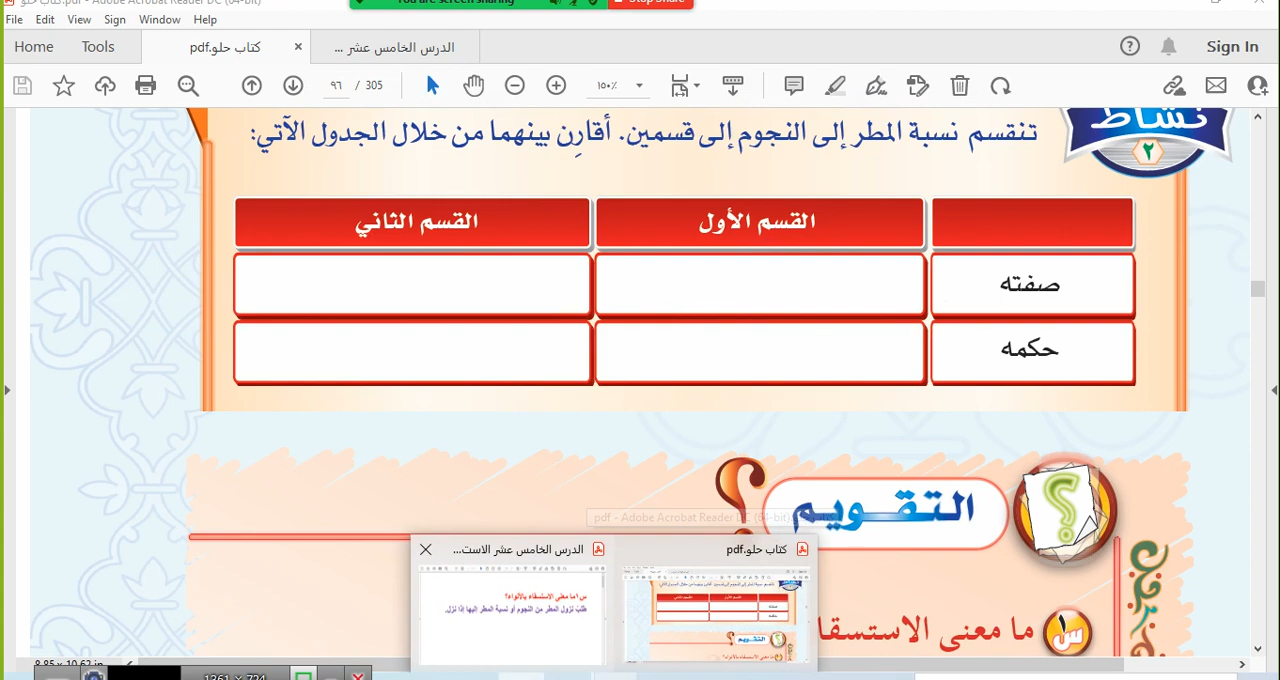 كتاب حلو.pdf - Adobe Acrobat Reader DC (64-bit)
You are screen sharing
Stop Share
File Edit View Sign Window Help
Home Tools كتاب حلو.pdf × الدرس الخامس عشر ... Sign In
٩٦ / 305 ١٥٠٪
نشاط
٢
تنقسم نسبة المطر إلى النجوم إلى قسمين. أقارِن بينهما من خلال الجدول الآتي:
القسم الأول القسم الثاني
صفته
حكمه
التقويم
pdf - Adobe Acrobat Reader DC (64-bit)
كتاب حلو.pdf
الدرس الخامس عشر الاست...
س١ما معنى الاستسقاء بالأنواء؟
طلب نزول المطر من النجوم أو نسبة المطر إليها إذا نزل.
س١ ما معنى الاستسقا
8.85 x 10.62 in
1361 x 724